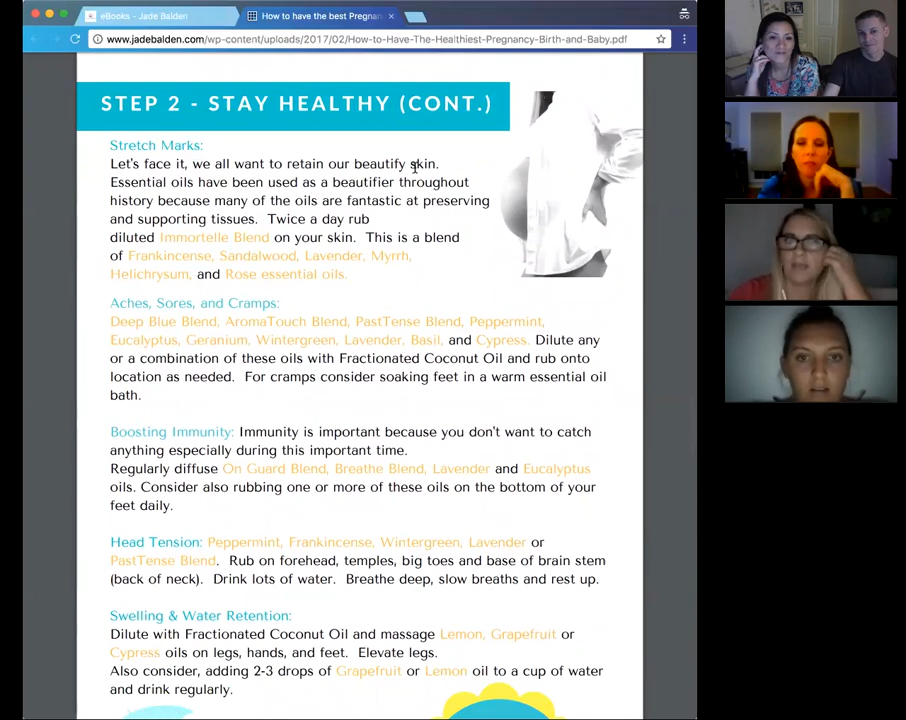 eBooks - Jade Balden
How to have the best Pregnan
www.jadebalden.com/wp-content/uploads/2017/02/How-to-Have-The-Healthiest-Pregnancy-Birth-and-Baby.pdf
STEP 2 - STAY HEALTHY (CONT.)
Stretch Marks:
Let's face it, we all want to retain our beautify skin.
Essential oils have been used as a beautifier throughout
history because many of the oils are fantastic at preserving
and supporting tissues. Twice a day rub
diluted Immortelle Blend on your skin. This is a blend
of Frankincense, Sandalwood, Lavender, Myrrh,
Helichrysum, and Rose essential oils.
Aches, Sores, and Cramps:
Deep Blue Blend, AromaTouch Blend, PastTense Blend, Peppermint,
Eucalyptus, Geranium, Wintergreen, Lavender, Basil, and Cypress. Dilute any
or a combination of these oils with Fractionated Coconut Oil and rub onto
location as needed. For cramps consider soaking feet in a warm essential oil
bath.
Boosting Immunity: Immunity is important because you don't want to catch
anything especially during this important time.
Regularly diffuse On Guard Blend, Breathe Blend, Lavender and Eucalyptus
oils. Consider also rubbing one or more of these oils on the bottom of your
feet daily.
Head Tension: Peppermint, Frankincense, Wintergreen, Lavender or
PastTense Blend. Rub on forehead, temples, big toes and base of brain stem
(back of neck). Drink lots of water. Breathe deep, slow breaths and rest up.
Swelling & Water Retention:
Dilute with Fractionated Coconut Oil and massage Lemon, Grapefruit or
Cypress oils on legs, hands, and feet. Elevate legs.
Also consider, adding 2-3 drops of Grapefruit or Lemon oil to a cup of water
and drink regularly.